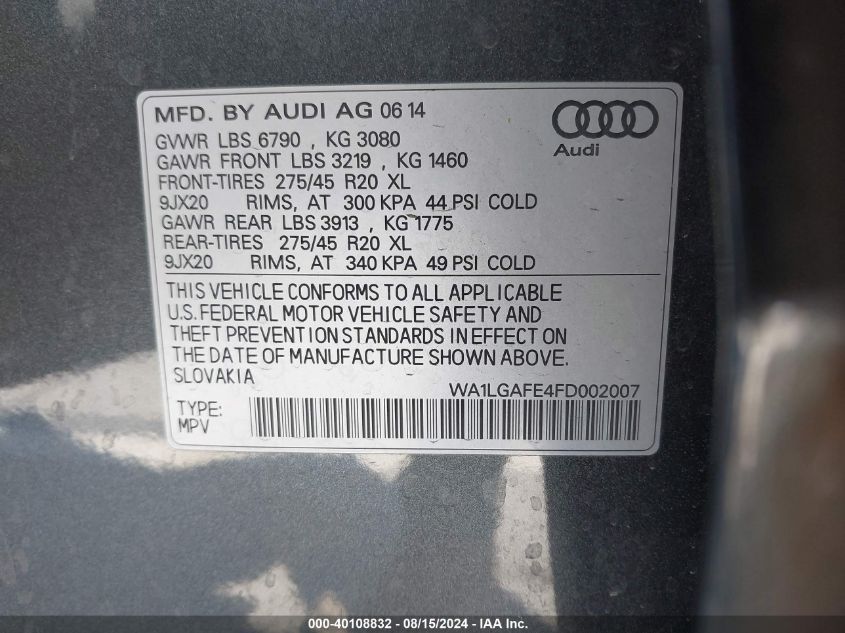 MFD. BY AUDI AG 06 14
GVWR LBS 6790 , KG 3080
GAWR FRONT LBS 3219 , KG 1460
FRONT-TIRES 275/45 R20 XL
9JX20 RIMS, AT 300 KPA 44 PSI COLD
GAWR REAR LBS 3913 , KG 1775
REAR-TIRES 275/45 R20 XL
9JX20 RIMS, AT 340 KPA 49 PSI COLD
Audi
THIS VEHICLE CONFORMS TO ALL APPLICABLE
U.S. FEDERAL MOTOR VEHICLE SAFETY AND
THEFT PREVENTION STANDARDS IN EFFECT ON
THE DATE OF MANUFACTURE SHOWN ABOVE.
SLOVAKIA
WA1LGAFE4FD002007
TYPE:
MPV
000-40108832 - 08/15/2024 - IAA, Inc.